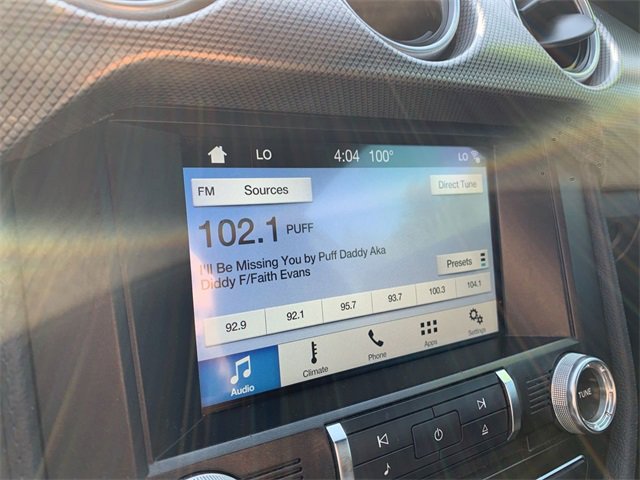 LO 4:04 100° LO
FM Sources Direct Tune
102.1 PUFF
I'll Be Missing You by Puff Daddy Aka
Diddy F/Faith Evans
Presets
92.9 92.1 95.7 93.7 100.3 104.1
Audio Climate Phone Apps Settings
TUNE